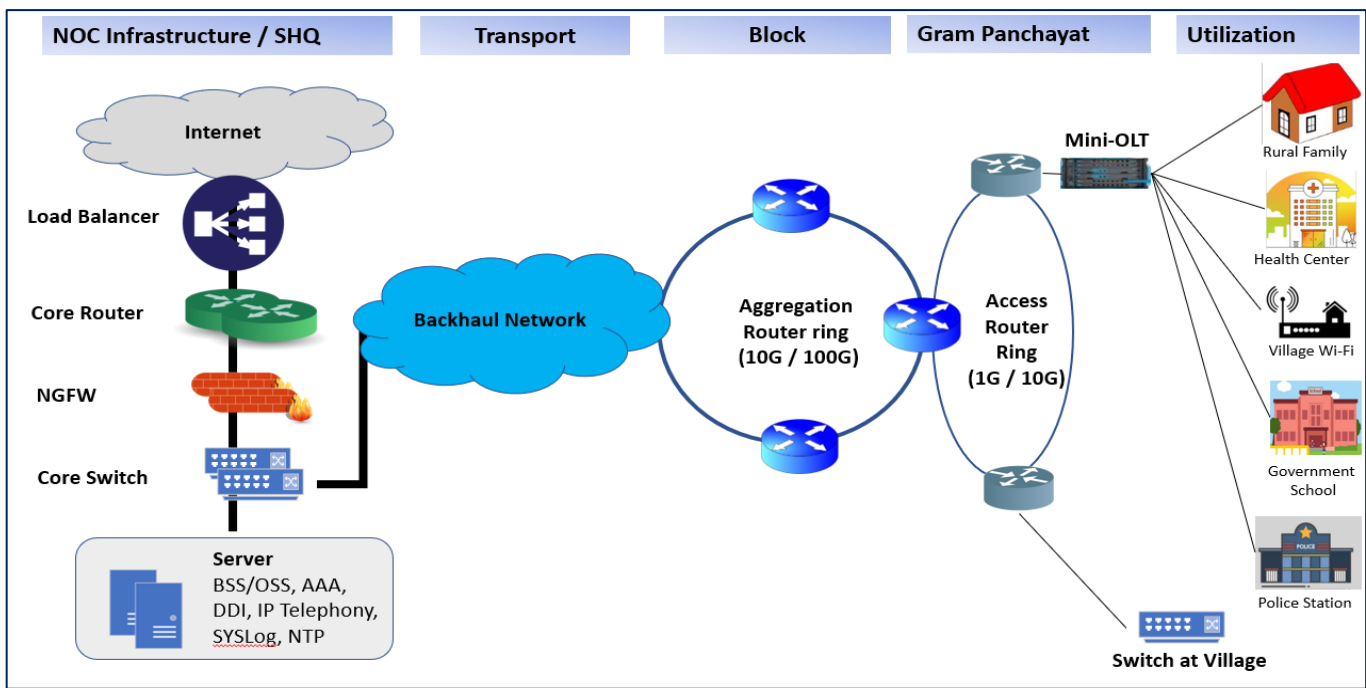 NOC Infrastructure / SHQ
Transport
Block
Gram Panchayat
Utilization
Internet
Load Balancer
Core Router
NGFW
Core Switch
Server
BSS/OSS, AAA,
DDI, IP Telephony,
SYSLog, NTP
Backhaul Network
Aggregation
Router ring
(10G / 100G)
Access
Router
Ring
(1G / 10G)
Mini-OLT
Switch at Village
Rural Family
Health Center
Village Wi-Fi
Government
School
POLICE
Police Station